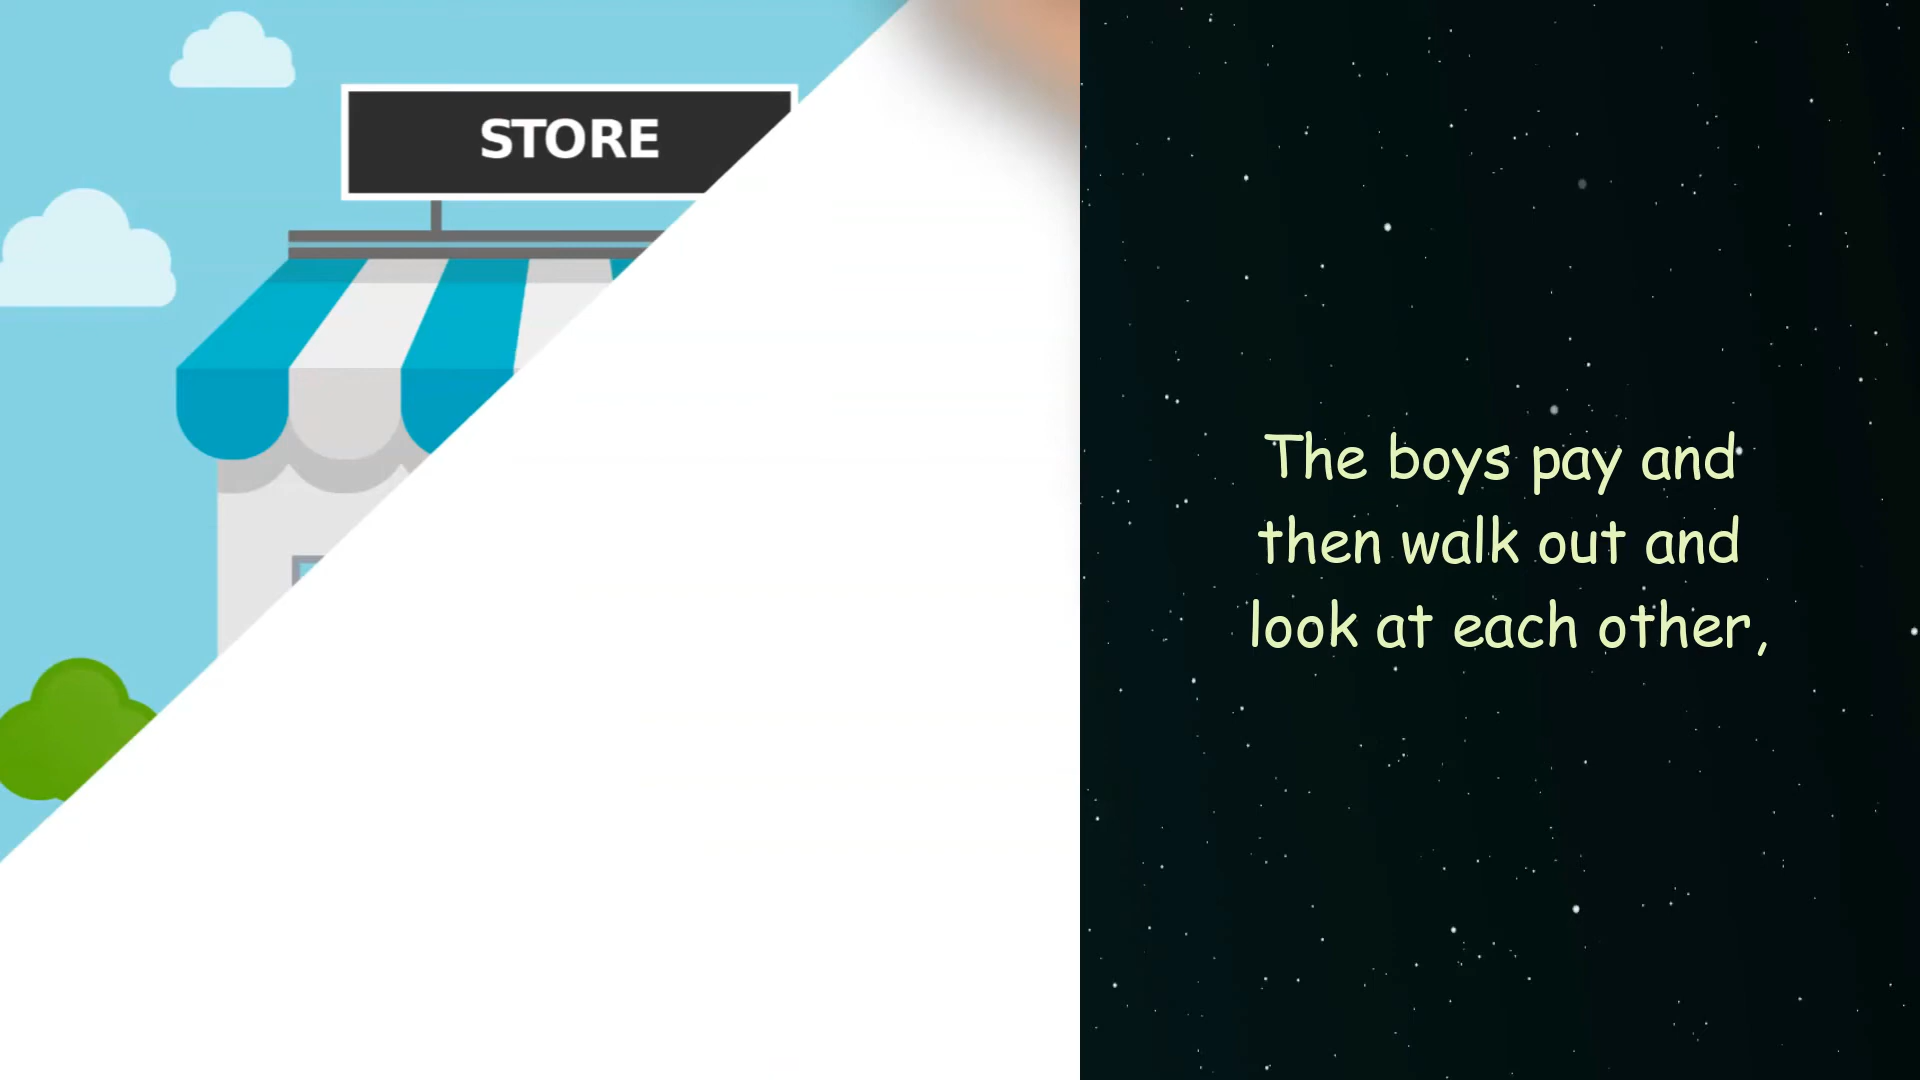 STORE
The boys pay and
then walk out and
look at each other,